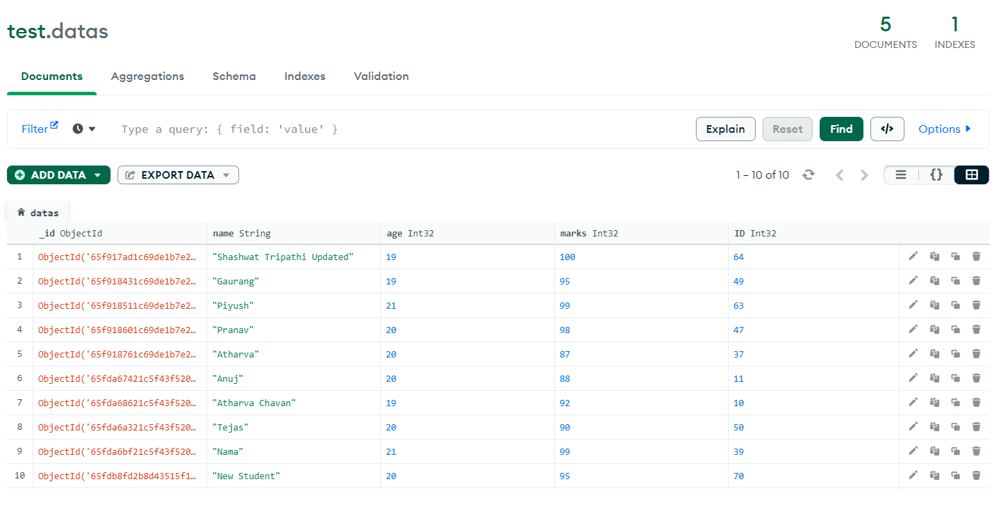 test.datas
5 1
DOCUMENTS INDEXES
Documents Aggregations Schema Indexes Validation
Filter Type a query: { field: 'value' } Explain Reset Find </> Options
ADD DATA EXPORT DATA 1 – 10 of 10 {}
datas
_id ObjectId name String age Int32 marks Int32 ID Int32
1 ObjectId('65f917ad1c69de1b7e2… "Shashwat Tripathi Updated" 19 100 64
2 ObjectId('65f918431c69de1b7e2… "Gaurang" 19 95 49
3 ObjectId('65f918511c69de1b7e2… "Piyush" 21 99 63
4 ObjectId('65f918601c69de1b7e2… "Pranav" 20 98 47
5 ObjectId('65f918761c69de1b7e2… "Atharva" 20 87 37
6 ObjectId('65fda67421c5f43f520… "Anuj" 20 88 11
7 ObjectId('65fda68621c5f43f520… "Atharva Chavan" 19 92 10
8 ObjectId('65fda6a321c5f43f520… "Tejas" 20 90 50
9 ObjectId('65fda6bf21c5f43f520… "Nama" 21 99 39
10 ObjectId('65fdb8fd2b8d43515f1… "New Student" 20 95 70